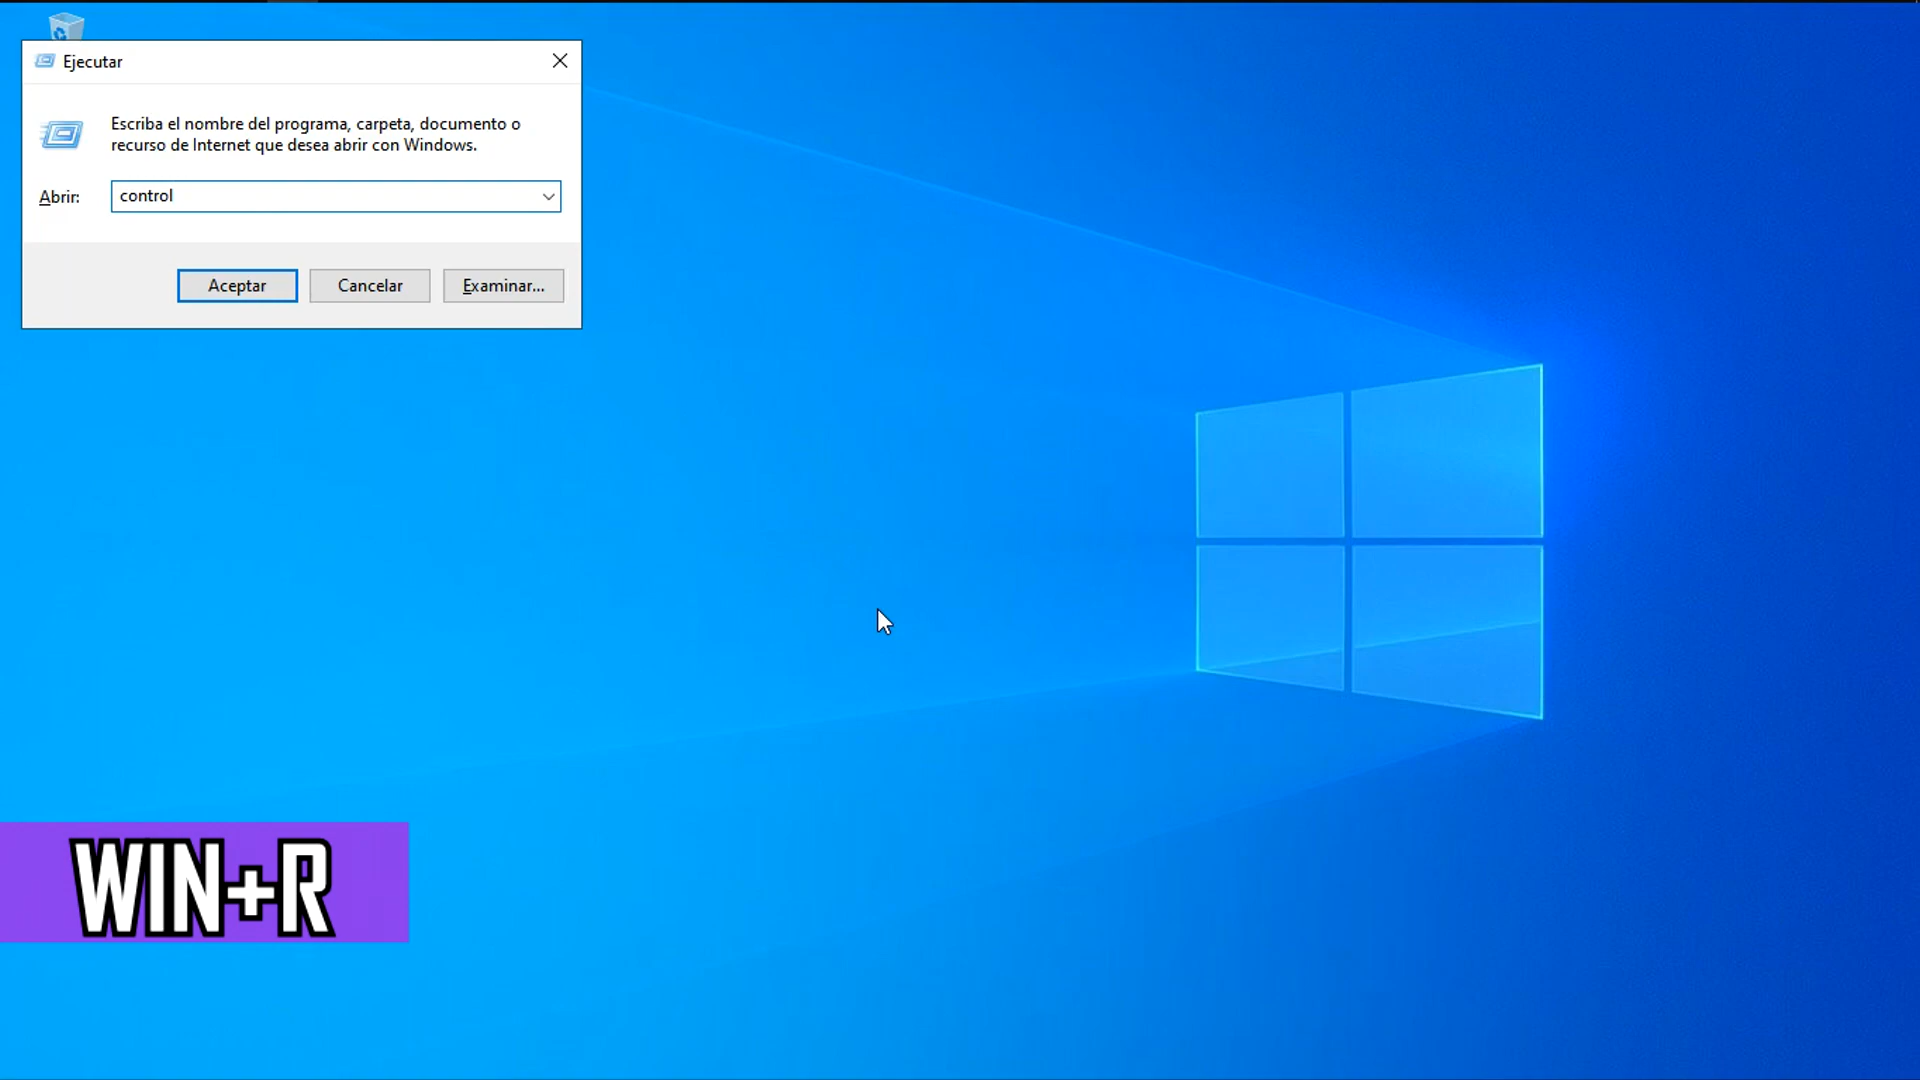 Ejecutar
Escriba el nombre del programa, carpeta, documento o
recurso de Internet que desea abrir con Windows.
Abrir: control
Aceptar Cancelar Examinar...
WIN+R